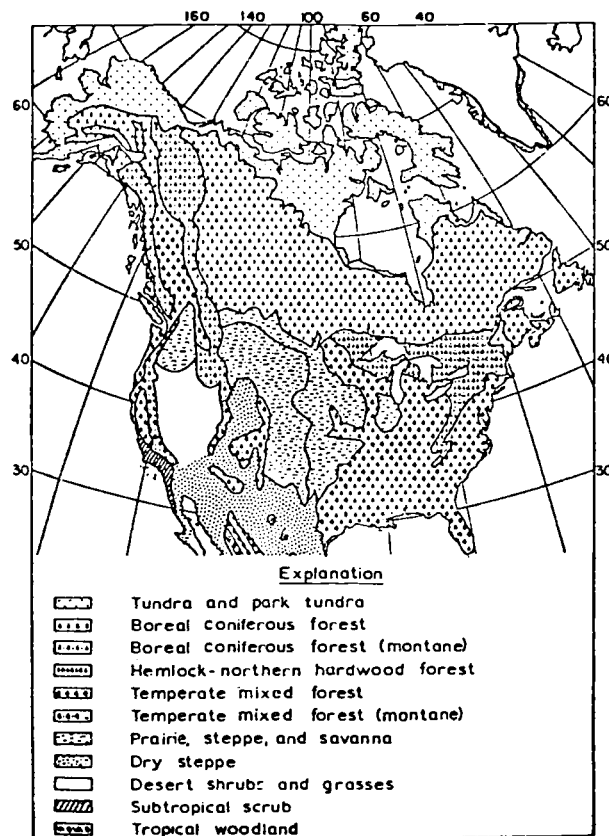 160 140 120 100 60 40
60 60
50 50
40 40
30 30
Explanation
Tundra and park tundra
Boreal coniferous forest
Boreal coniferous forest (montane)
Hemlock-northern hardwood forest
Temperate mixed forest
Temperate mixed forest (montane)
Prairie, steppe, and savanna
Dry steppe
Desert shrubs and grasses
Subtropical scrub
Tropical woodland